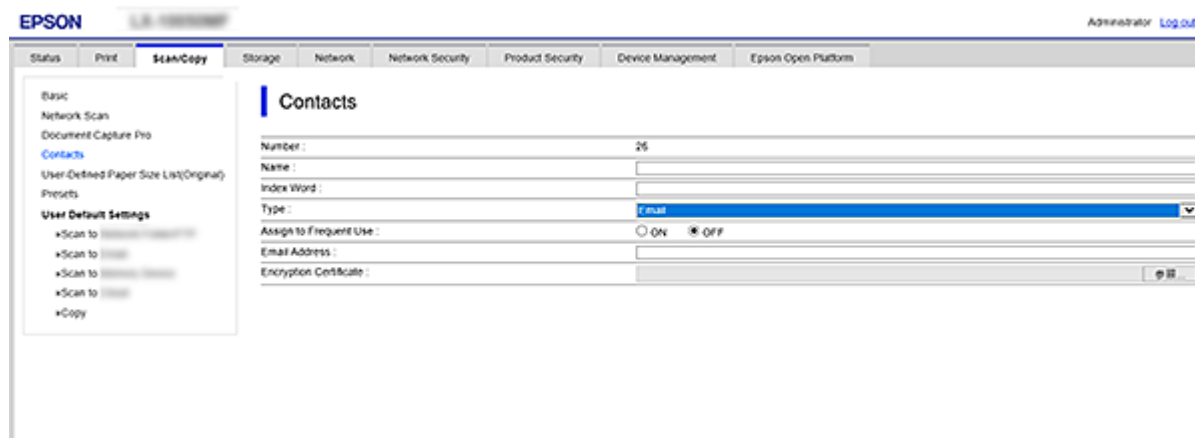 EPSON
Administrator Log out
Status Print Scan/Copy Storage Network Network Security Product Security Device Management Epson Open Platform
Basic
Network Scan
Document Capture Pro
Contacts
User-Defined Paper Size List(Original)
Presets
User Default Settings
Scan to
Scan to
Scan to
Scan to
Copy
Contacts
Number : 26
Name :
Index Word :
Type : Email
Assign to Frequent Use : ON OFF
Email Address :
Encryption Certificate :